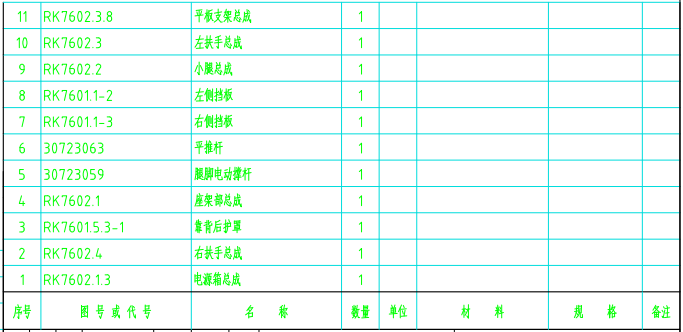 11 RK7602.3.8 平板支架总成 1
10 RK7602.3 左扶手总成 1
9 RK7602.2 小腿总成 1
8 RK7601.1-2 左侧挡板 1
7 RK7601.1-3 右侧挡板 1
6 30723063 平推杆 1
5 30723059 腿脚电动撑杆 1
4 RK7602.1 座架部总成 1
3 RK7601.5.3-1 靠背后护罩 1
2 RK7602.4 右扶手总成 1
1 RK7602.1.3 电源箱总成 1
序号 图号或代号 名称 数量 单位 材料 规格 备注